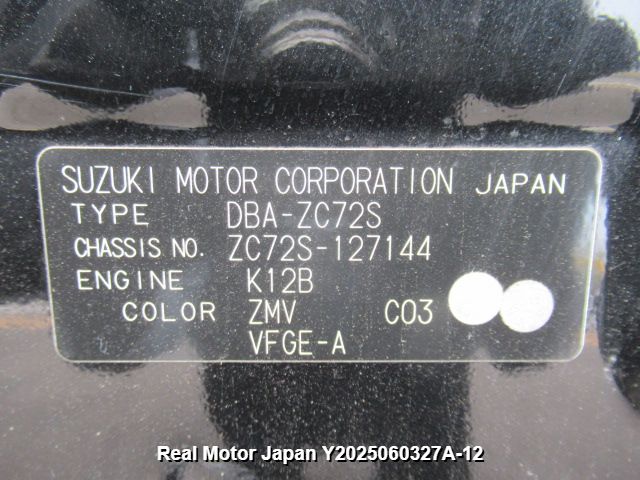 SUZUKI MOTOR CORPORATION JAPAN
TYPE DBA-ZC72S
CHASSIS NO. ZC72S-127144
ENGINE K12B
COLOR ZMV C03
VFGE-A
Real Motor Japan Y2025060327A-12